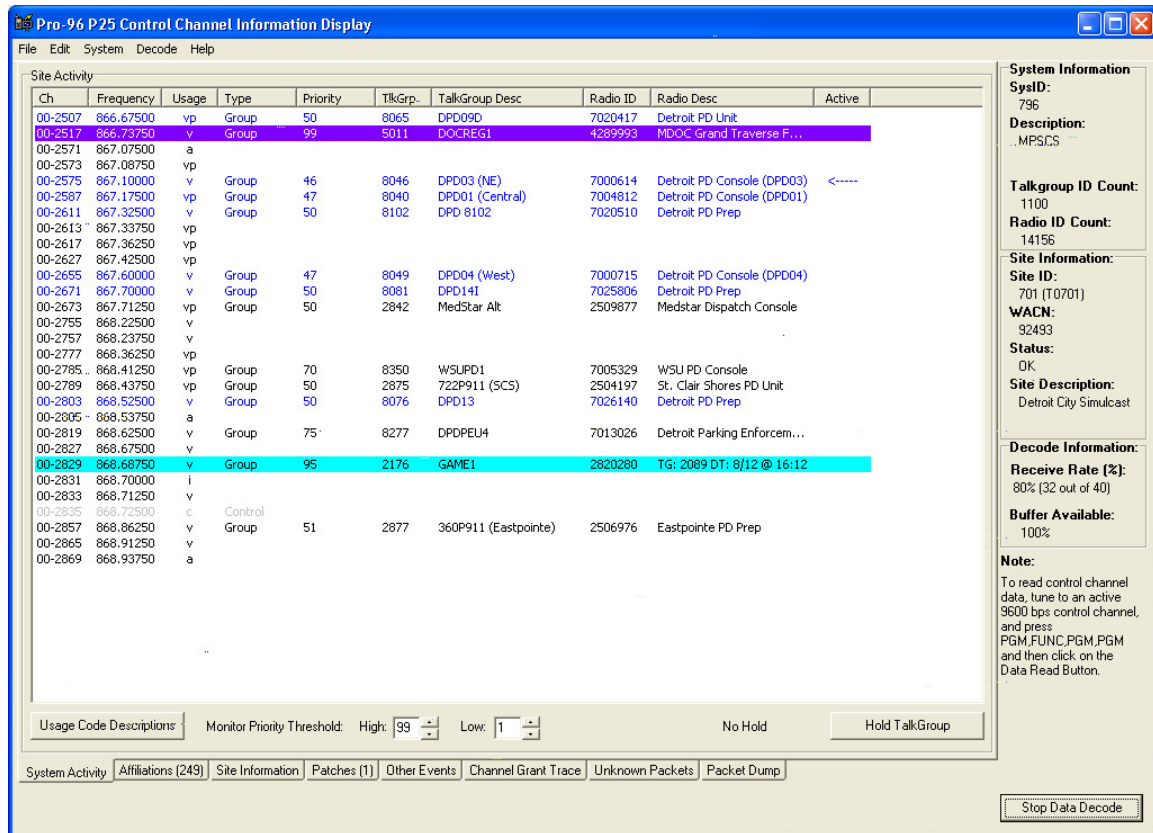 Pro-96 P25 Control Channel Information Display
File Edit System Decode Help
Site Activity
Ch Frequency Usage Type Priority TlkGrp.. TalkGroup Desc Radio ID Radio Desc Active
00-2507 866.67500 vp Group 50 8065 DPD09D 7020417 Detroit PD Unit
00-2517 866.73750 v Group 99 5011 DOCREG1 4289993 MDOC Grand Traverse F...
00-2571 867.07500 a
00-2573 867.08750 vp
00-2575 867.10000 v Group 46 8046 DPD03 (NE) 7000614 Detroit PD Console (DPD03) <-----
00-2587 867.17500 vp Group 47 8040 DPD01 (Central) 7004812 Detroit PD Console (DPD01)
00-2611 867.32500 v Group 50 8102 DPD 8102 7020510 Detroit PD Prep
00-2613 867.33750 vp
00-2617 867.36250 vp
00-2627 867.42500 vp
00-2655 867.60000 v Group 47 8049 DPD04 (West) 7000715 Detroit PD Console (DPD04)
00-2671 867.70000 v Group 50 8081 DPD14I 7025806 Detroit PD Prep
00-2673 867.71250 vp Group 50 2842 MedStar Alt 2509877 Medstar Dispatch Console
00-2755 868.22500 v
00-2757 868.23750 v
00-2777 868.36250 vp
00-2785 868.41250 vp Group 70 8350 WSUPD1 7005329 WSU PD Console
00-2789 868.43750 vp Group 50 2875 722P911 (SCS) 2504197 St. Clair Shores PD Unit
00-2803 868.52500 v Group 50 8076 DPD13 7026140 Detroit PD Prep
00-2805 868.53750 a
00-2819 868.62500 v Group 75 8277 DPDPEU4 7013026 Detroit Parking Enforcem...
00-2827 868.67500 v
00-2829 868.68750 v Group 95 2176 GAME1 2820280 TG: 2089 DT: 8/12 @ 16:12
00-2831 868.70000 i
00-2833 868.71250 v
00-2835 868.72500 c Control
00-2857 868.86250 v Group 51 2877 360P911 (Eastpointe) 2506976 Eastpointe PD Prep
00-2865 868.91250 v
00-2869 868.93750 a
Usage Code Descriptions Monitor Priority Threshold: High: 99 Low: 1 No Hold Hold TalkGroup
System Activity Affiliations (249) Site Information Patches (1) Other Events Channel Grant Trace Unknown Packets Packet Dump
System Information
SysID:
796
Description:
MPSCS
Talkgroup ID Count:
1100
Radio ID Count:
14156
Site Information:
Site ID:
701 (T0701)
WACN:
92493
Status:
OK
Site Description:
Detroit City Simulcast
Decode Information:
Receive Rate (%):
80% (32 out of 40)
Buffer Available:
100%
Note:
To read control channel
data, tune to an active
9600 bps control channel,
and press
PGM,FUNC,PGM,PGM
and then click on the
Data Read Button.
Stop Data Decode